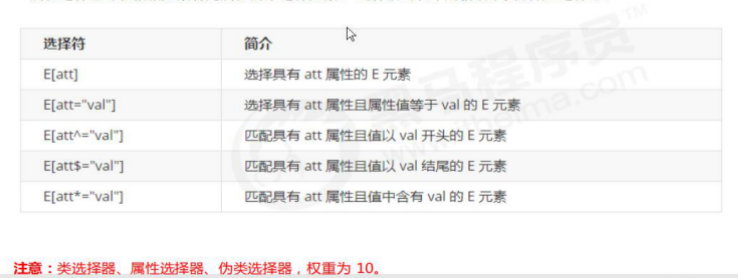 选择符 简介
E[att] 选择具有 att 属性的 E 元素
E[att="val"] 选择具有 att 属性且属性值等于 val 的 E 元素
E[att^="val"] 匹配具有 att 属性且值以 val 开头的 E 元素
E[att$="val"] 匹配具有 att 属性且值以 val 结尾的 E 元素
E[att*="val"] 匹配具有 att 属性且值中含有 val 的 E 元素
黑马程序员™
www.itheima.com
注意：类选择器、属性选择器、伪类选择器，权重为 10。